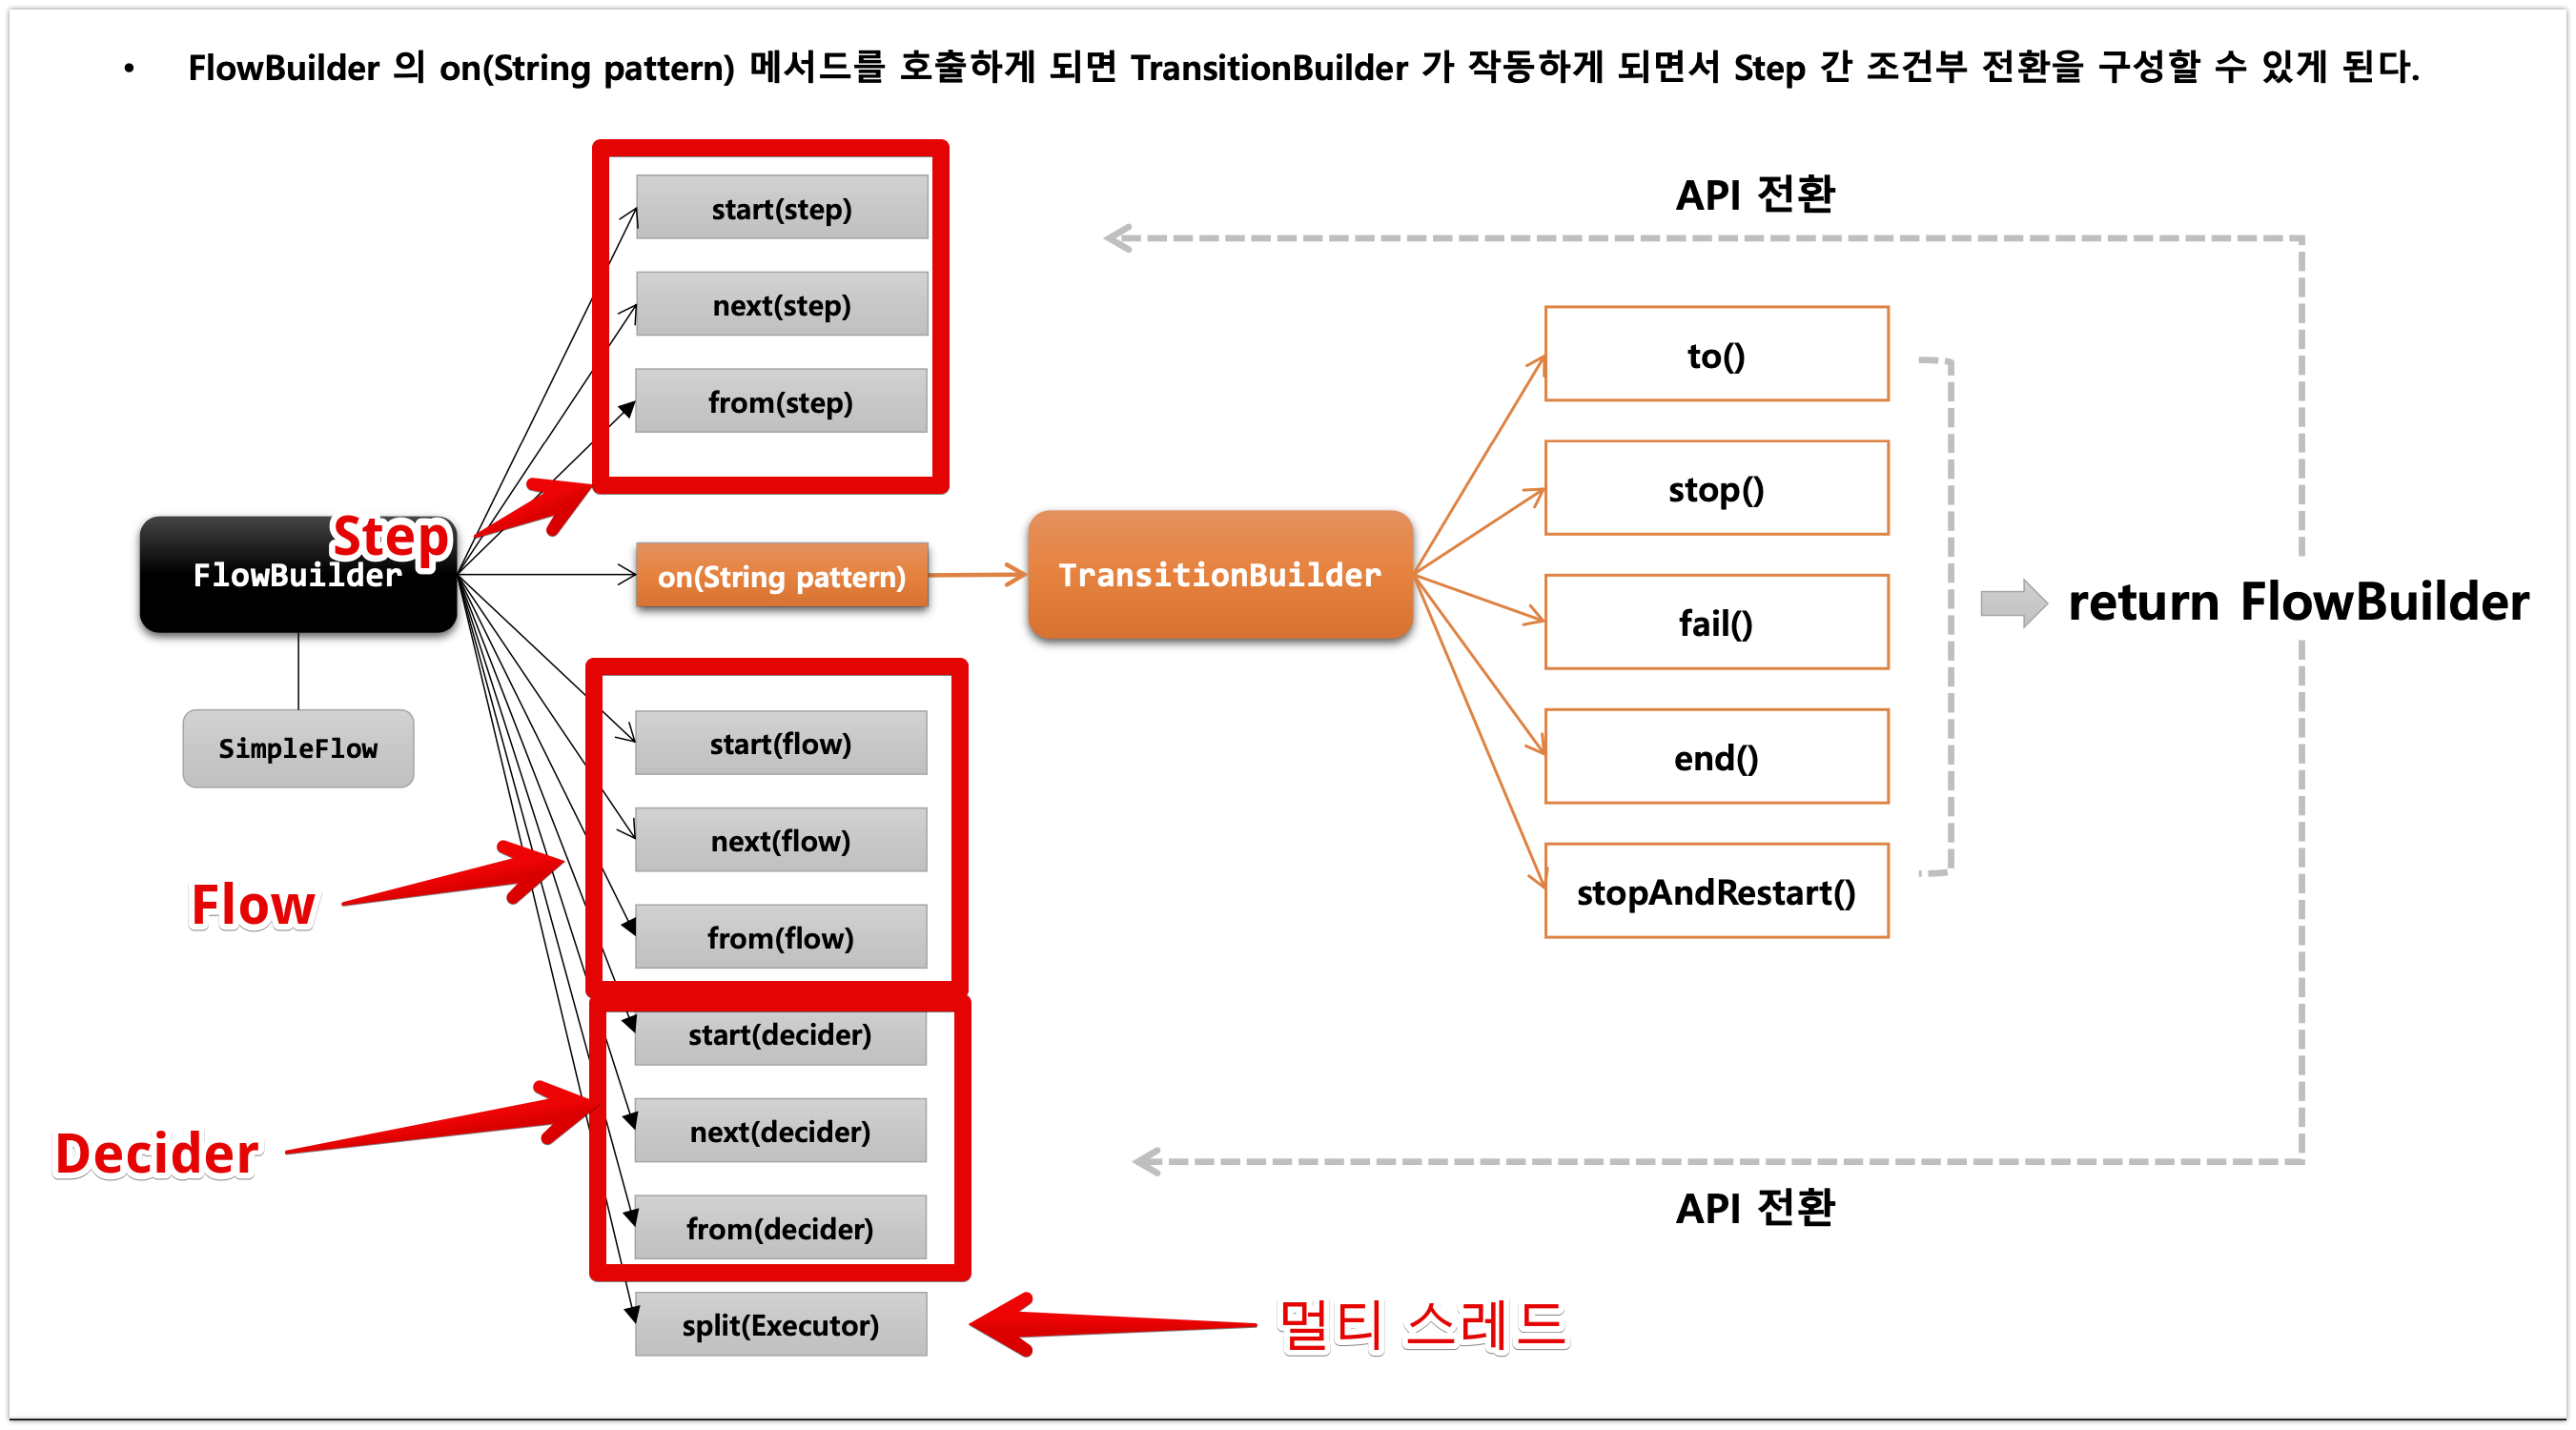 • FlowBuilder 의 on(String pattern) 메서드를 호출하게 되면 TransitionBuilder 가 작동하게 되면서 Step 간 조건부 전환을 구성할 수 있게 된다.
start(step)
next(step)
from(step)
Step
FlowBuilder
SimpleFlow
on(String pattern)
TransitionBuilder
API 전환
to()
stop()
fail()
end()
stopAndRestart()
return FlowBuilder
Flow
start(flow)
next(flow)
from(flow)
Decider
start(decider)
next(decider)
from(decider)
API 전환
split(Executor)
멀티 스레드